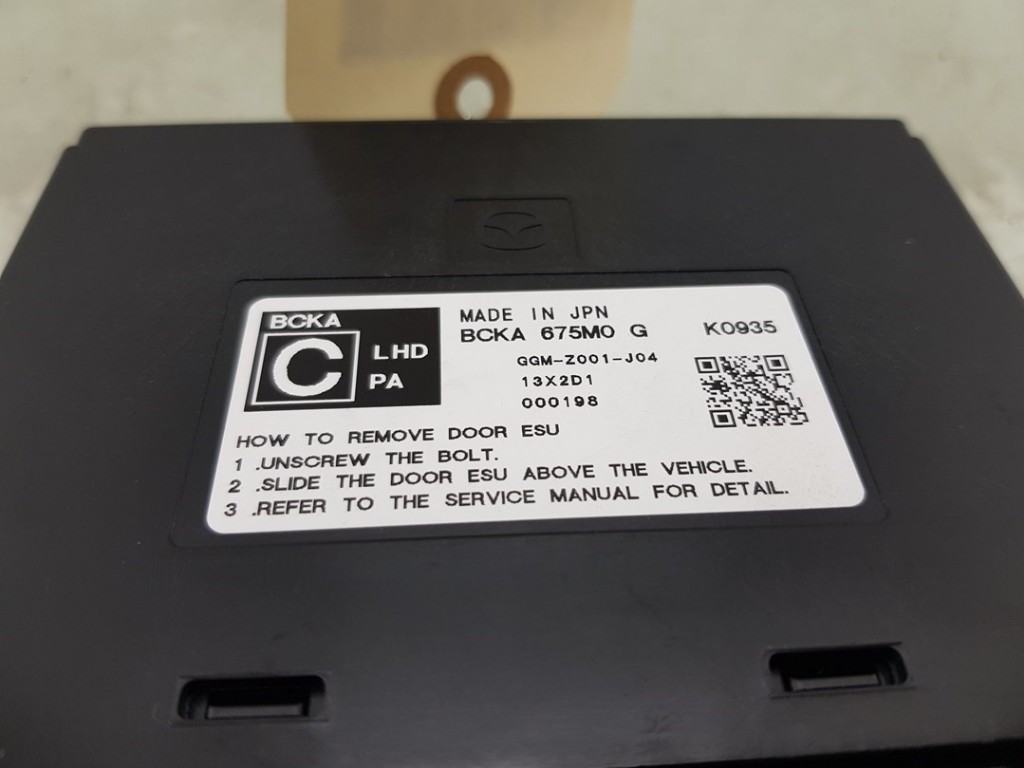 BCKA
C LHD
PA
MADE IN JPN
BCKA 675M0 G
K0935
GGM-Z001-J04
13X2D1
000198
HOW TO REMOVE DOOR ESU
1 .UNSCREW THE BOLT.
2 .SLIDE THE DOOR ESU ABOVE THE VEHICLE.
3 .REFER TO THE SERVICE MANUAL FOR DETAIL.